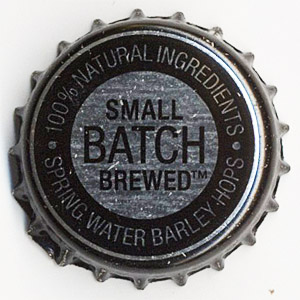 • 100% NATURAL INGREDIENTS •
SPRING WATER BARLEY HOPS
SMALL
BATCH
BREWED™